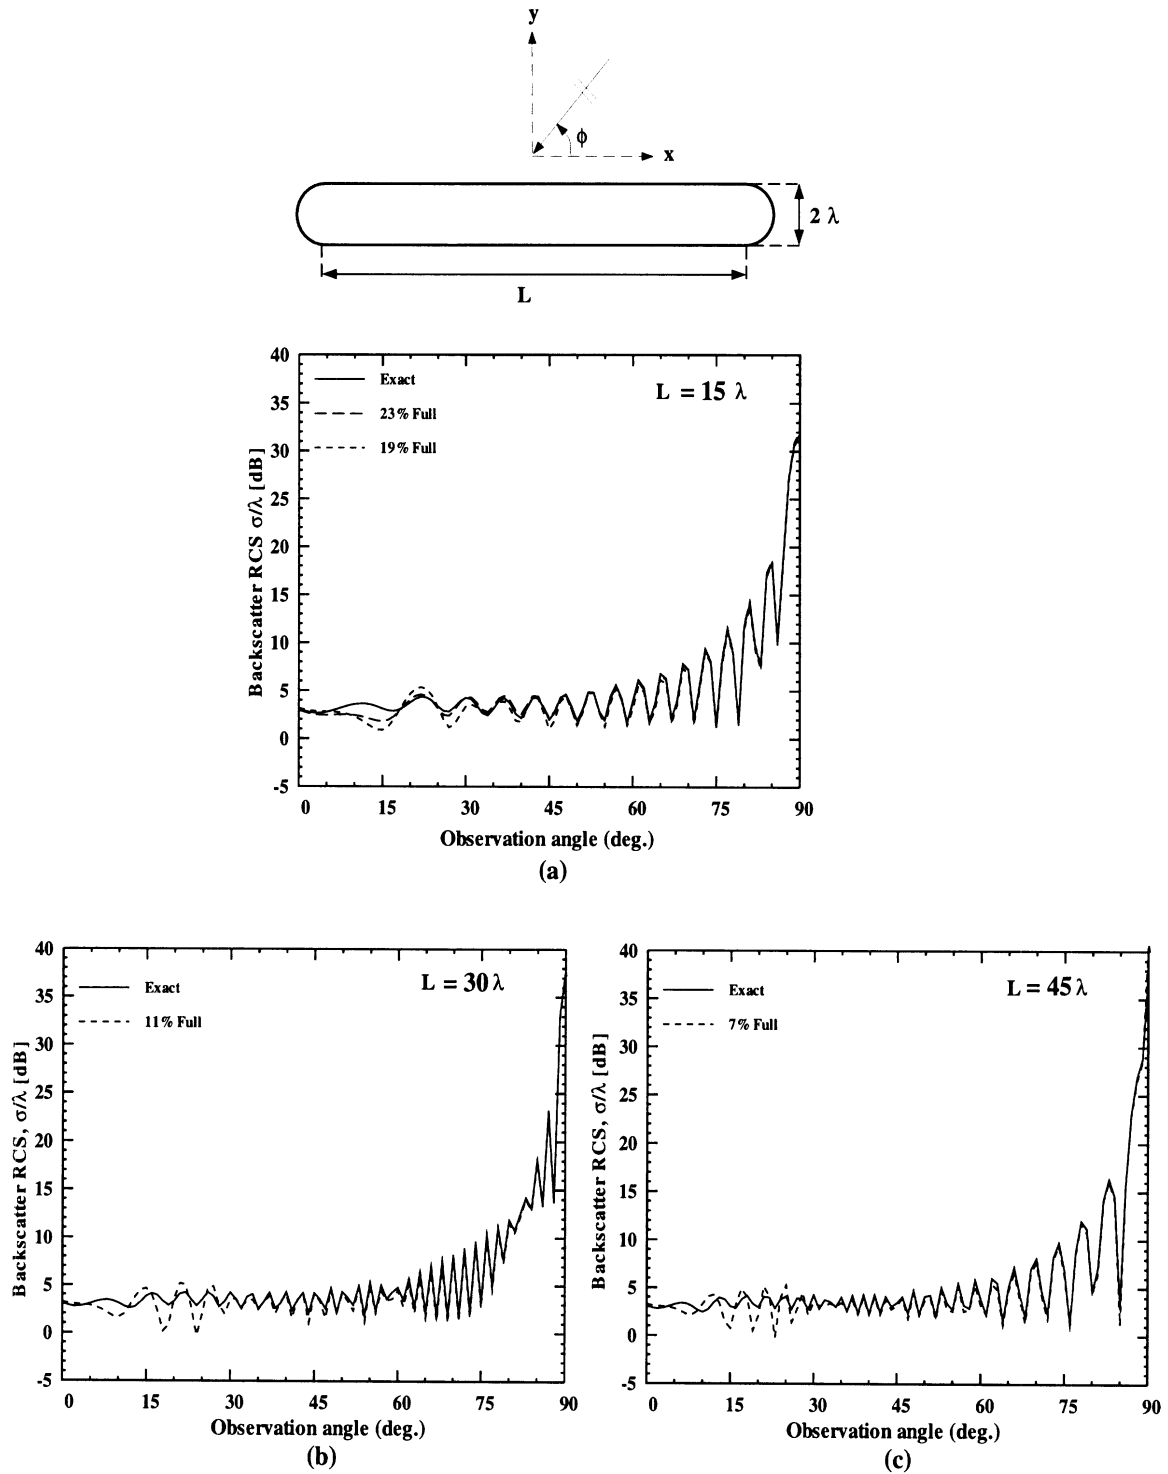 y
ϕ
x
2 λ
L
40
35
30
25
20
15
10
5
0
-5
Backscatter RCS σ/λ [dB]
Exact
23% Full
19% Full
L = 15 λ
0 15 30 45 60 75 90
Observation angle (deg.)
(a)
40
35
30
25
20
15
10
5
0
-5
Backscatter RCS, σ/λ [dB]
Exact
11% Full
L = 30 λ
0 15 30 45 60 75 90
Observation angle (deg.)
(b)
40
35
30
25
20
15
10
5
0
-5
Backscatter RCS, σ/λ [dB]
Exact
7% Full
L = 45 λ
0 15 30 45 60 75 90
Observation angle (deg.)
(c)